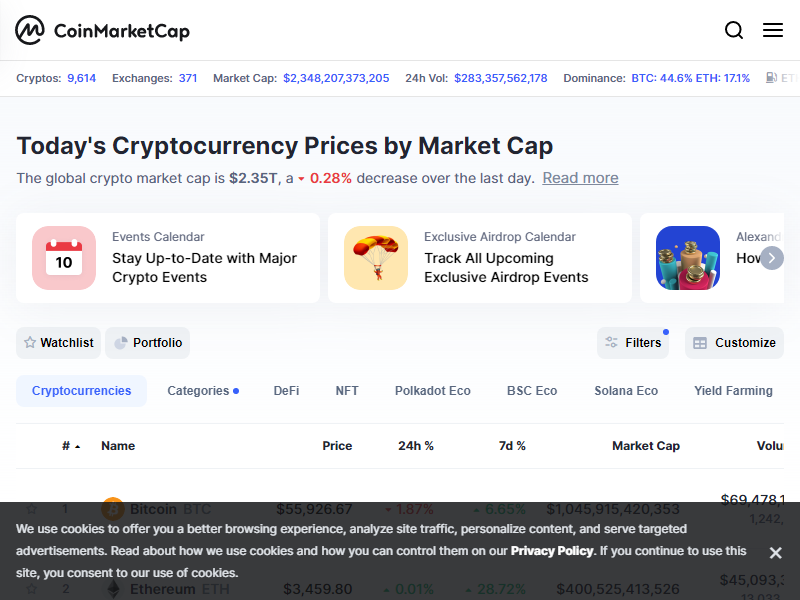 CoinMarketCap
Cryptos: 9,614 Exchanges: 371 Market Cap: $2,348,207,373,205 24h Vol: $283,357,562,178 Dominance: BTC: 44.6% ETH: 17.1% ET
Today's Cryptocurrency Prices by Market Cap
The global crypto market cap is $2.35T, a 0.28% decrease over the last day. Read more
Events Calendar
Stay Up-to-Date with Major
Crypto Events
10
Exclusive Airdrop Calendar
Track All Upcoming
Exclusive Airdrop Events
Alexand
How
Watchlist Portfolio Filters Customize
Cryptocurrencies Categories DeFi NFT Polkadot Eco BSC Eco Solana Eco Yield Farming
# Name Price 24h % 7d % Market Cap Volu
1 Bitcoin BTC $55,926.67 1.87% 6.65% $1,045,915,420,353 $69,478,1
1,242,
We use cookies to offer you a better browsing experience, analyze site traffic, personalize content, and serve targeted
advertisements. Read about how we use cookies and how you can control them on our Privacy Policy. If you continue to use this
site, you consent to our use of cookies.
2 Ethereum ETH $3,459.80 0.01% 28.72% $400,525,413,526 $45,093,3
13,033